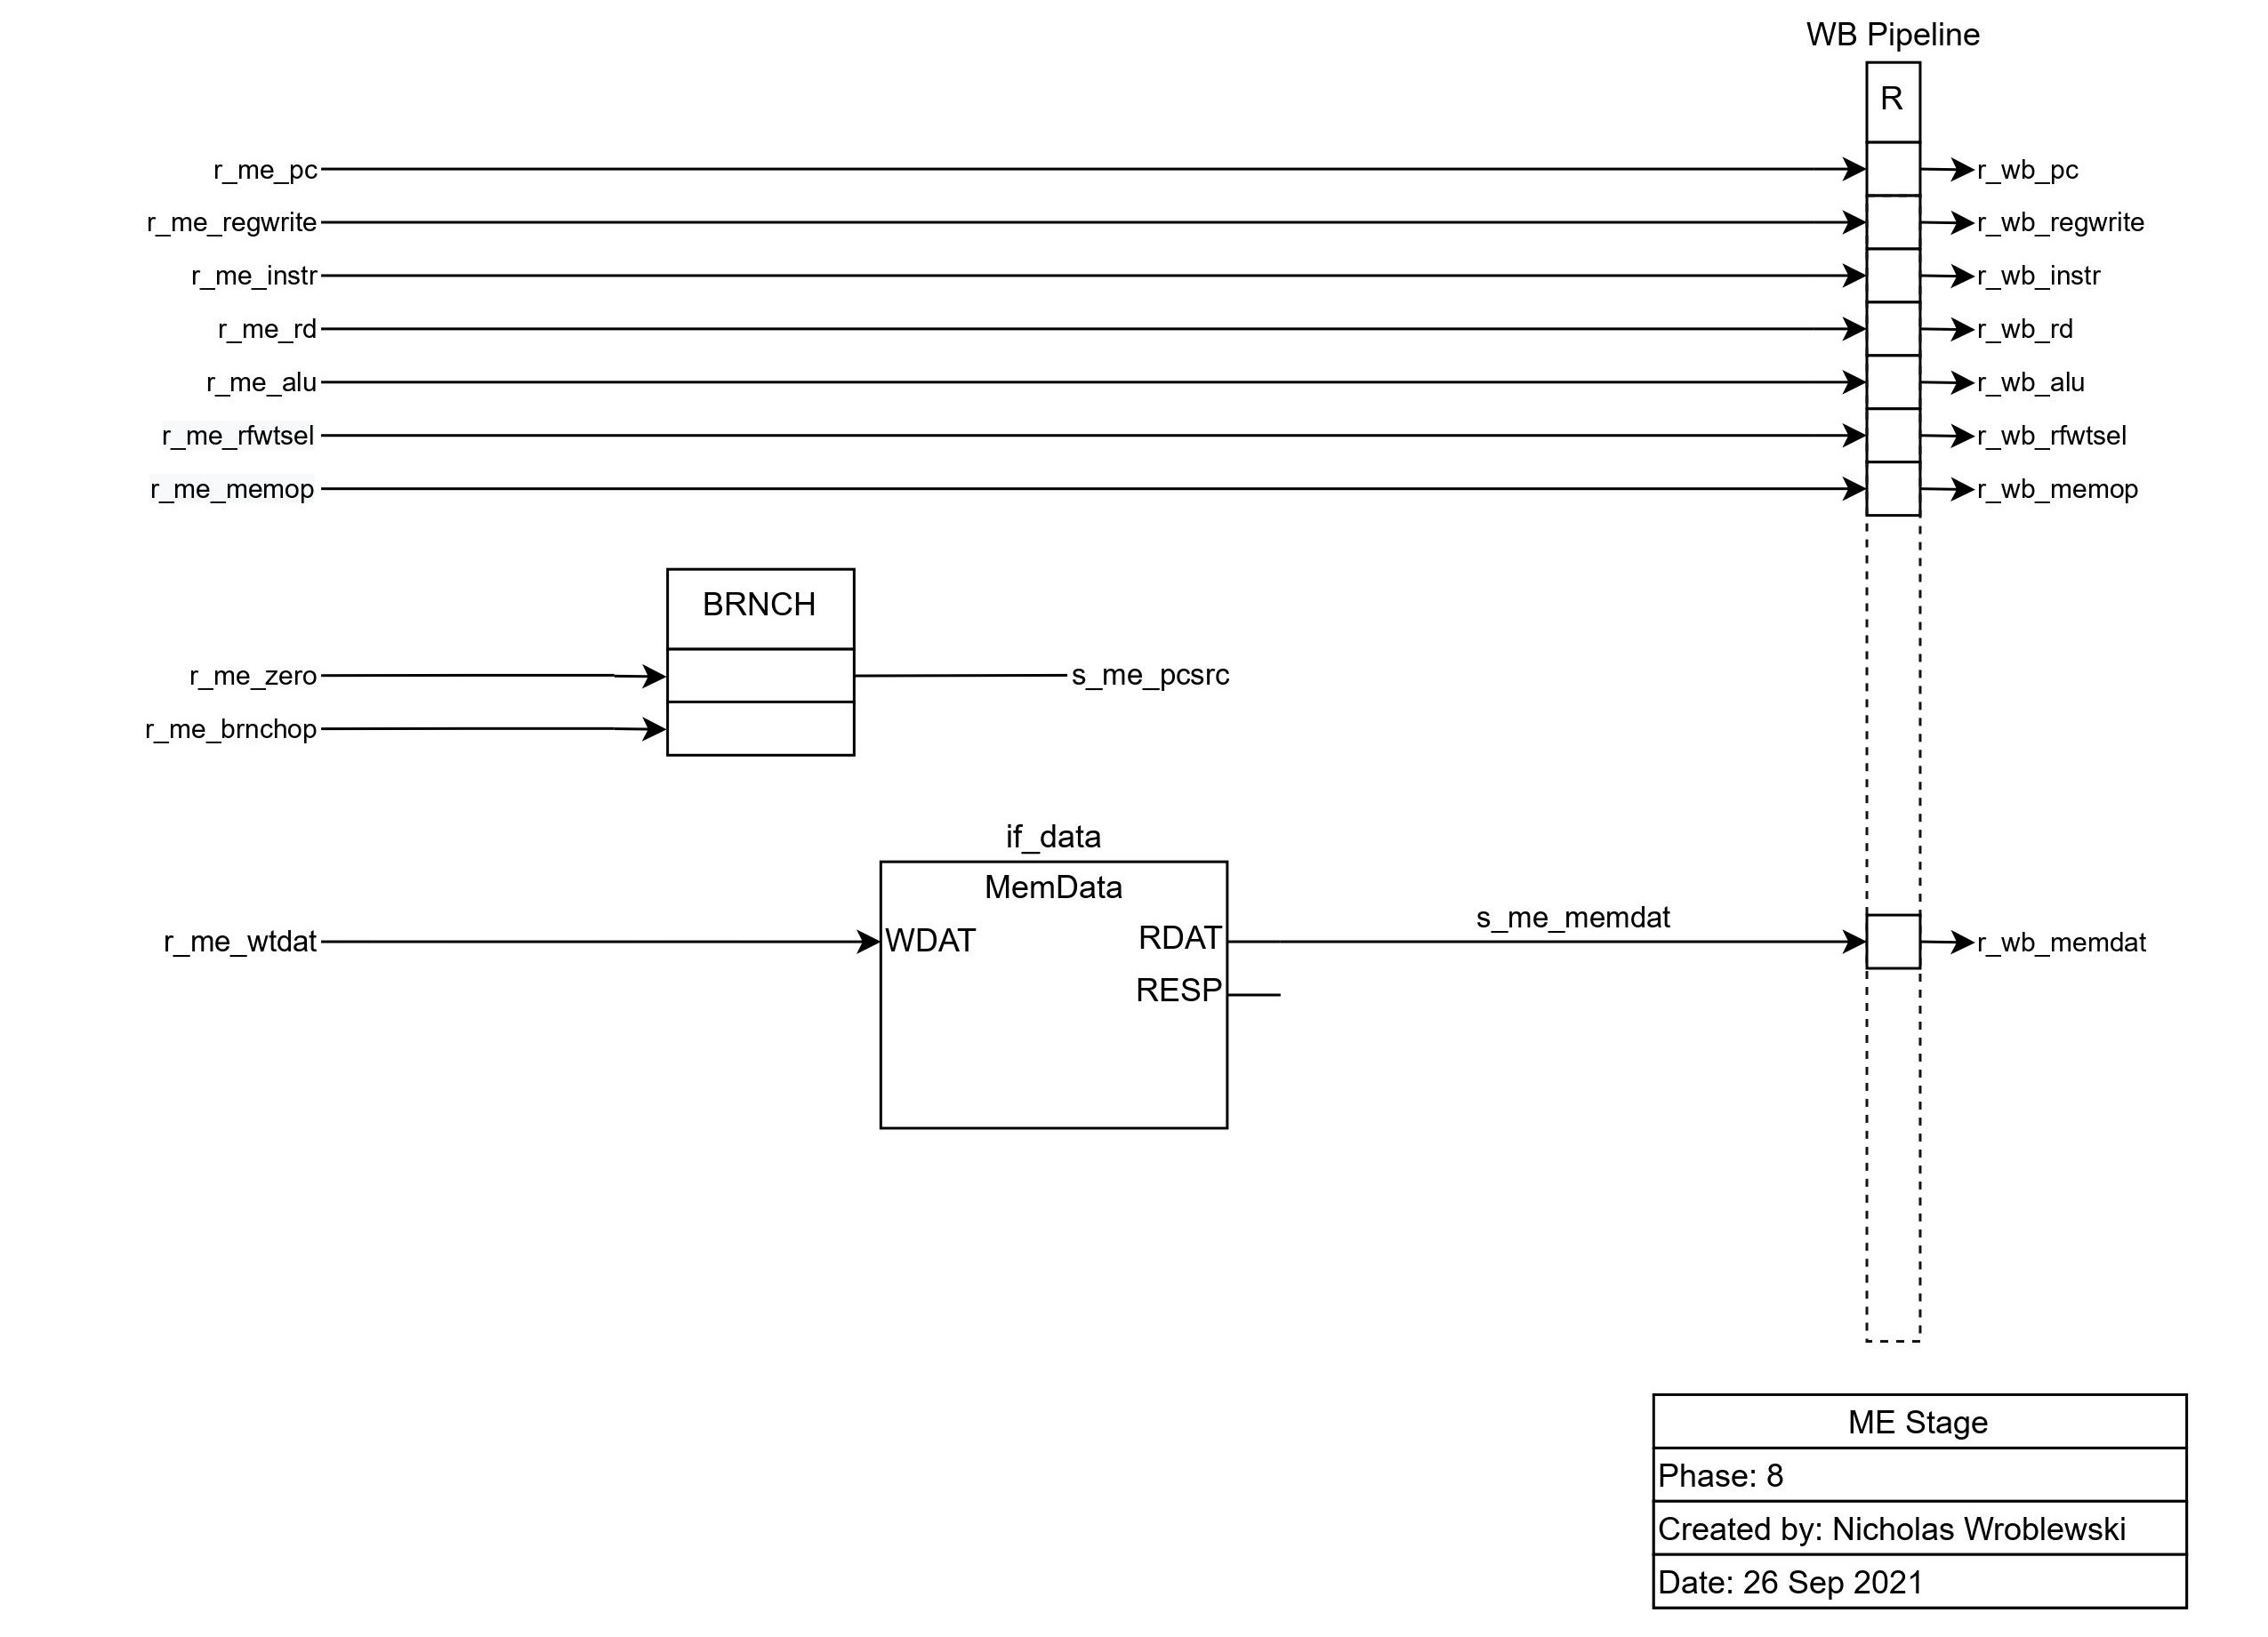 WB Pipeline
R
r_me_pc
r_wb_pc
r_me_regwrite
r_wb_regwrite
r_me_instr
r_wb_instr
r_me_rd
r_wb_rd
r_me_alu
r_wb_alu
r_me_rfwtsel
r_wb_rfwtsel
r_me_memop
r_wb_memop
BRNCH
r_me_zero
s_me_pcsrc
r_me_brnchop
if_data
MemData
r_me_wtdat
WDAT
RDAT
s_me_memdat
r_wb_memdat
RESP
ME Stage
Phase: 8
Created by: Nicholas Wroblewski
Date: 26 Sep 2021